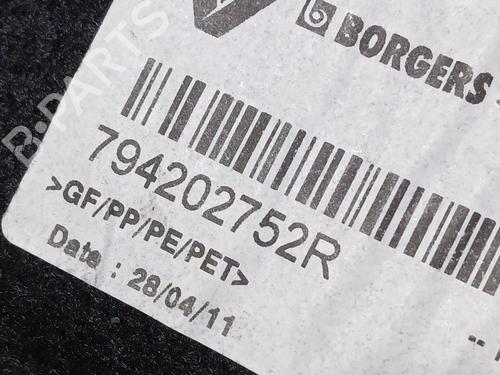 BORGERS
794202752R
>GF/PP/PE/PET>
Date : 28/04/11
B-PARTS